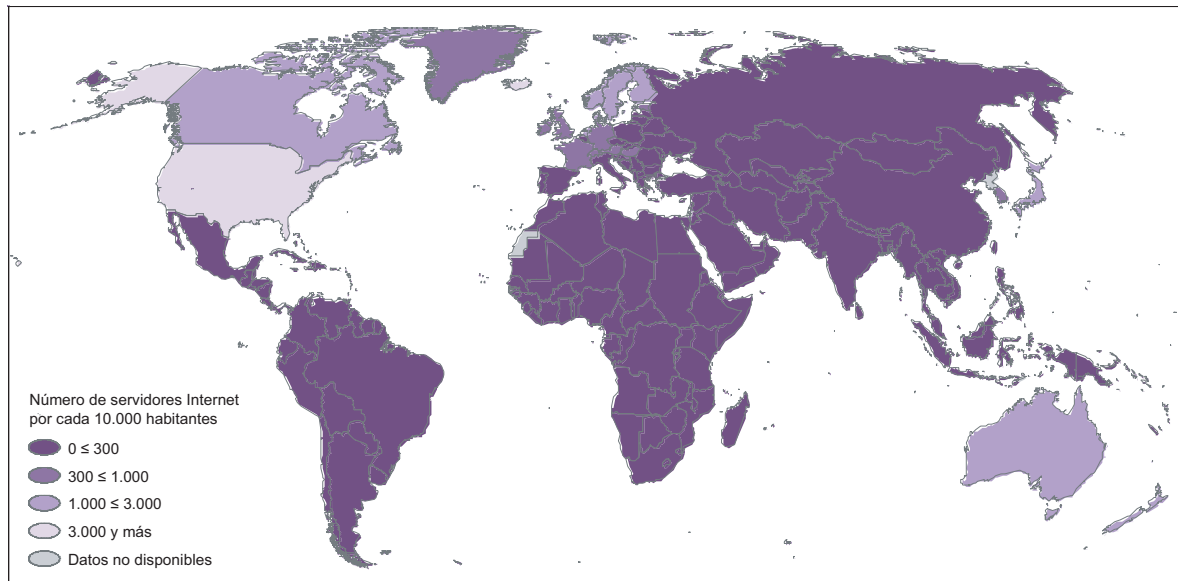 Número de servidores Internet
por cada 10.000 habitantes
0 ≤ 300
300 ≤ 1.000
1.000 ≤ 3.000
3.000 y más
Datos no disponibles